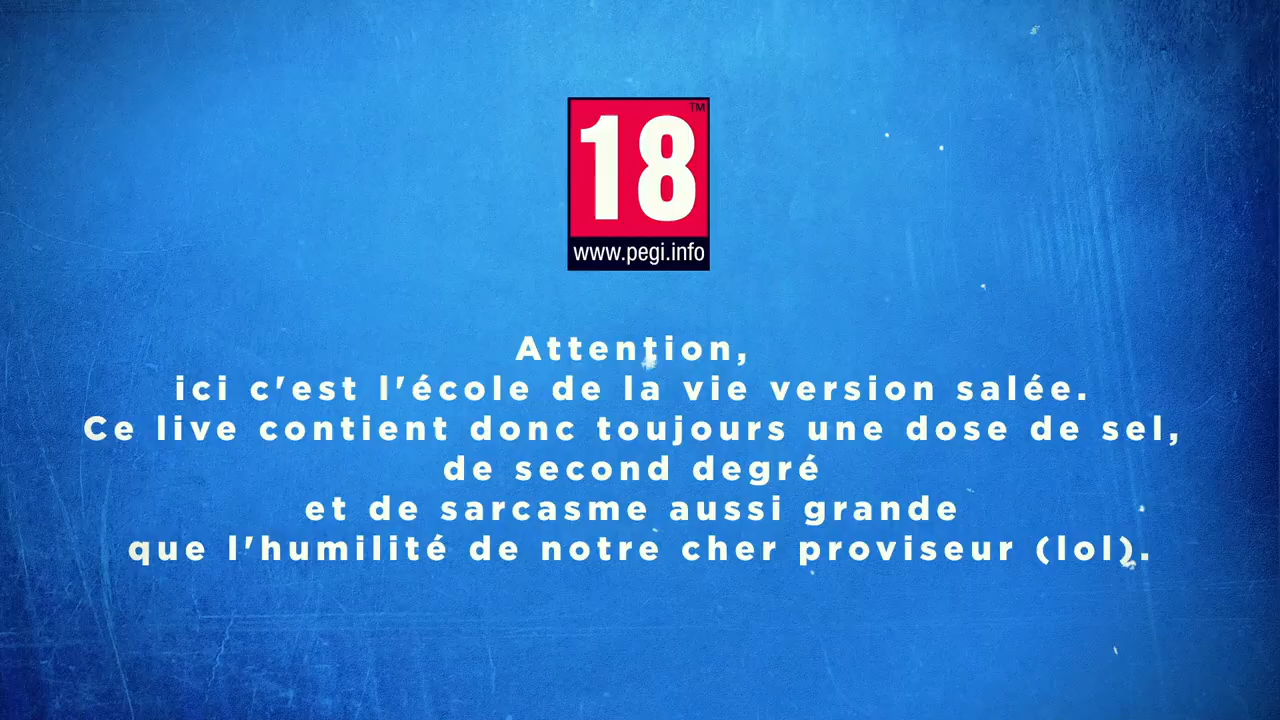 TM
18
www.pegi.info
Attention,
ici c'est l'école de la vie version salée.
Ce live contient donc toujours une dose de sel,
de second degré
et de sarcasme aussi grande
que l'humilité de notre cher proviseur (lol).